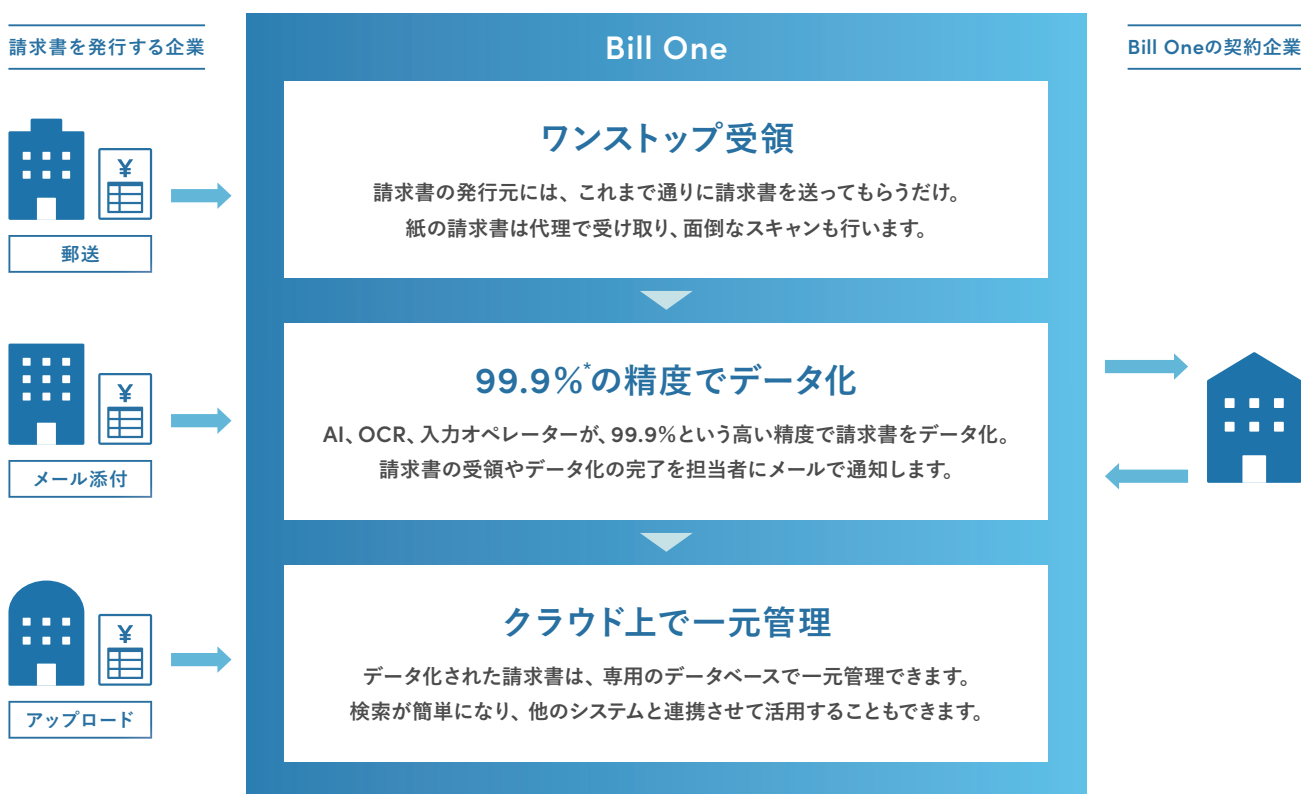 請求書を発行する企業
¥
郵送
¥
メール添付
¥
アップロード
Bill One
ワンストップ受領
請求書の発行元には、これまで通りに請求書を送ってもらうだけ。
紙の請求書は代理で受け取り、面倒なスキャンも行います。
99.9%*の精度でデータ化
AI、OCR、入力オペレーターが、99.9%という高い精度で請求書をデータ化。
請求書の受領やデータ化の完了を担当者にメールで通知します。
クラウド上で一元管理
データ化された請求書は、専用のデータベースで一元管理できます。
検索が簡単になり、他のシステムと連携させて活用することもできます。
Bill Oneの契約企業